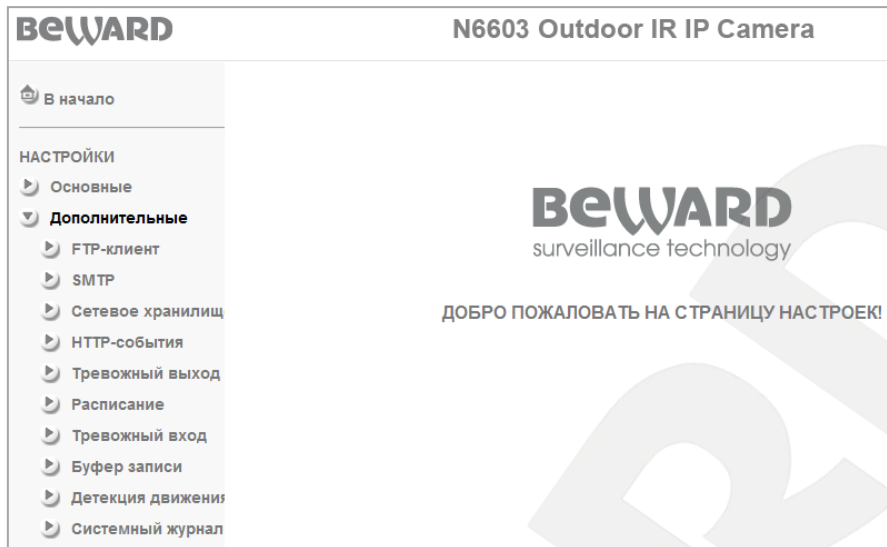 BEWARD
N6603 Outdoor IR IP Camera
В начало
НАСТРОЙКИ
Основные
Дополнительные
FTP-клиент
SMTP
Сетевое хранилищ
HTTP-события
Тревожный выход
Расписание
Тревожный вход
Буфер записи
Детекция движения
Системный журнал
BEWARD
surveillance technology
ДОБРО ПОЖАЛОВАТЬ НА СТРАНИЦУ НАСТРОЕК!